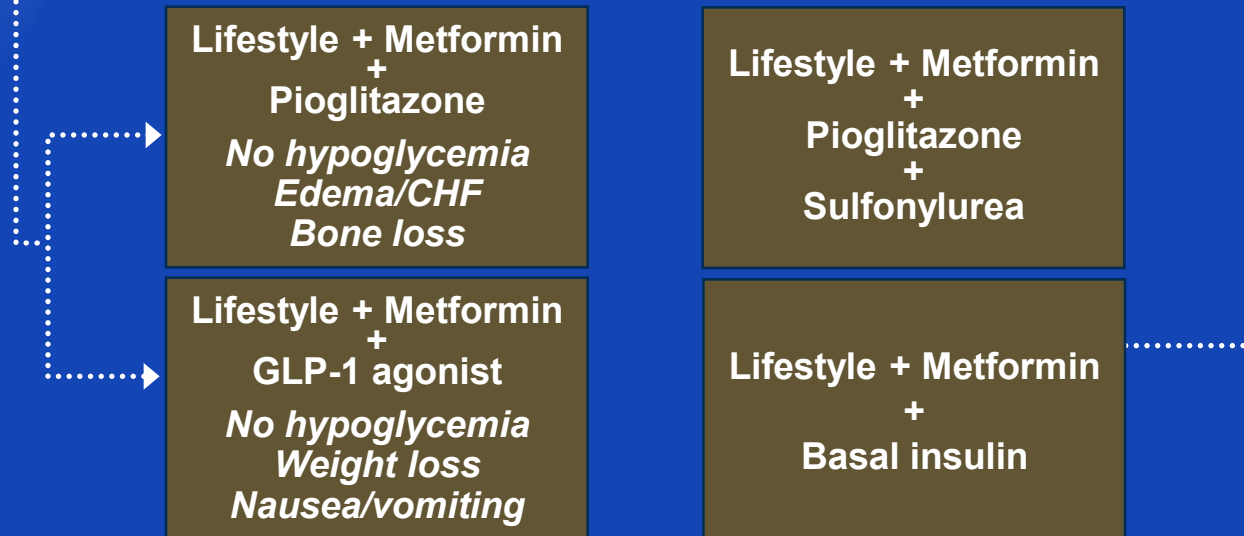 Lifestyle + Metformin
+
Pioglitazone
No hypoglycemia
Edema/CHF
Bone loss
Lifestyle + Metformin
+
Pioglitazone
+
Sulfonylurea
Lifestyle + Metformin
+
GLP-1 agonist
No hypoglycemia
Weight loss
Nausea/vomiting
Lifestyle + Metformin
+
Basal insulin